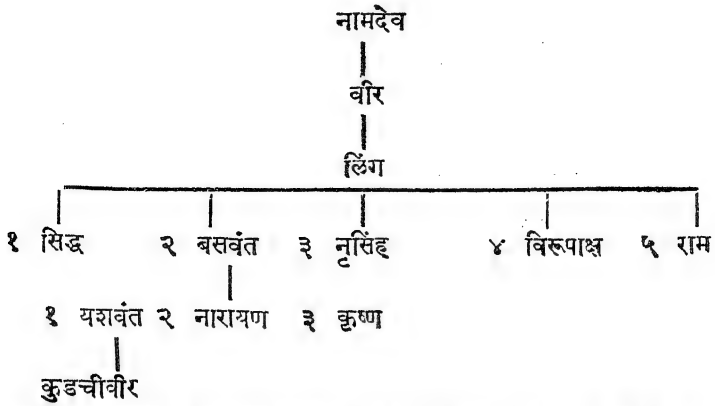 नामदेव
वीर
लिंग
१ सिद्ध २ बसवंत ३ नृसिंह ४ विरूपाक्ष ५ राम
१ यशवंत २ नारायण ३ कृष्ण
कुडचीवीर